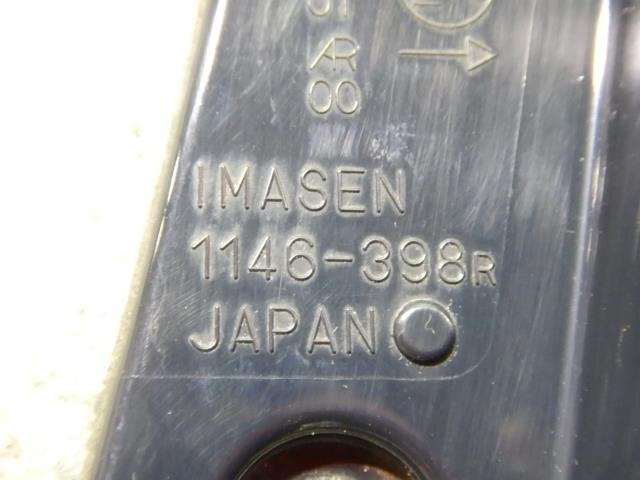 AR
00
IMASEN
1146-398R
JAPAN